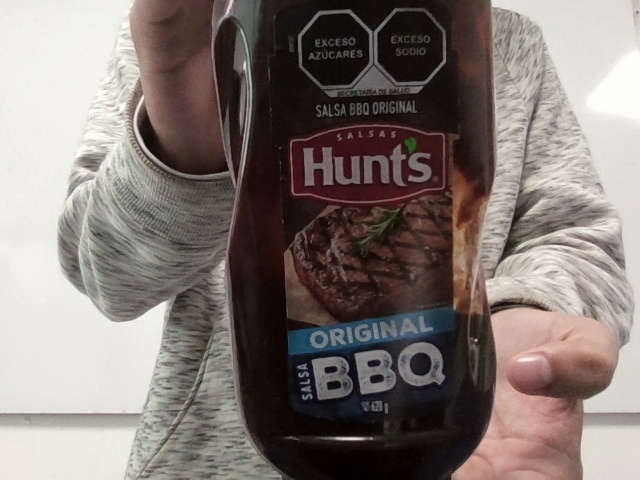 EXCESO
AZÚCARES
EXCESO
SODIO
SECRETARÍA DE SALUD
SALSA BBQ ORIGINAL
SALSAS
Hunt's
ORIGINAL
SALSA
BBQ